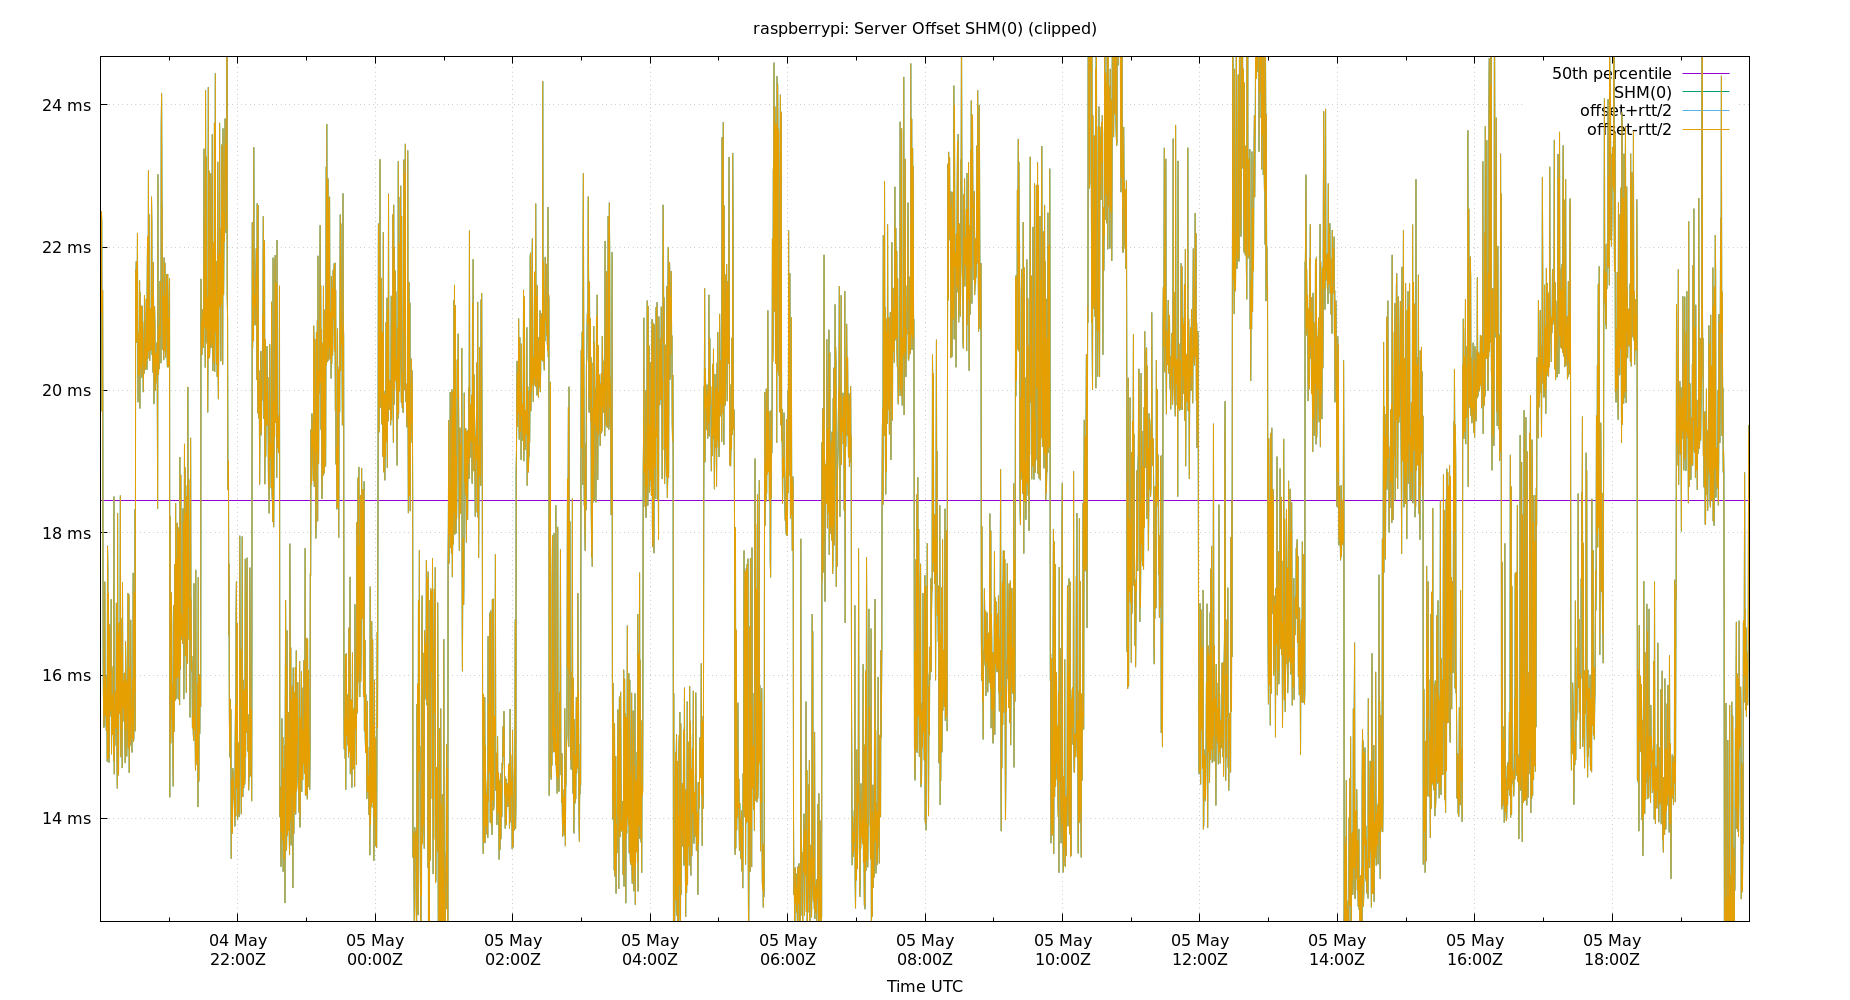 raspberrypi: Server Offset SHM(0) (clipped)
50th percentile
SHM(0)
offset+rtt/2
offset-rtt/2
24 ms
22 ms
20 ms
18 ms
16 ms
14 ms
04 May 05 May 05 May 05 May 05 May 05 May 05 May 05 May 05 May 05 May 05 May
22:00Z 00:00Z 02:00Z 04:00Z 06:00Z 08:00Z 10:00Z 12:00Z 14:00Z 16:00Z 18:00Z
Time UTC